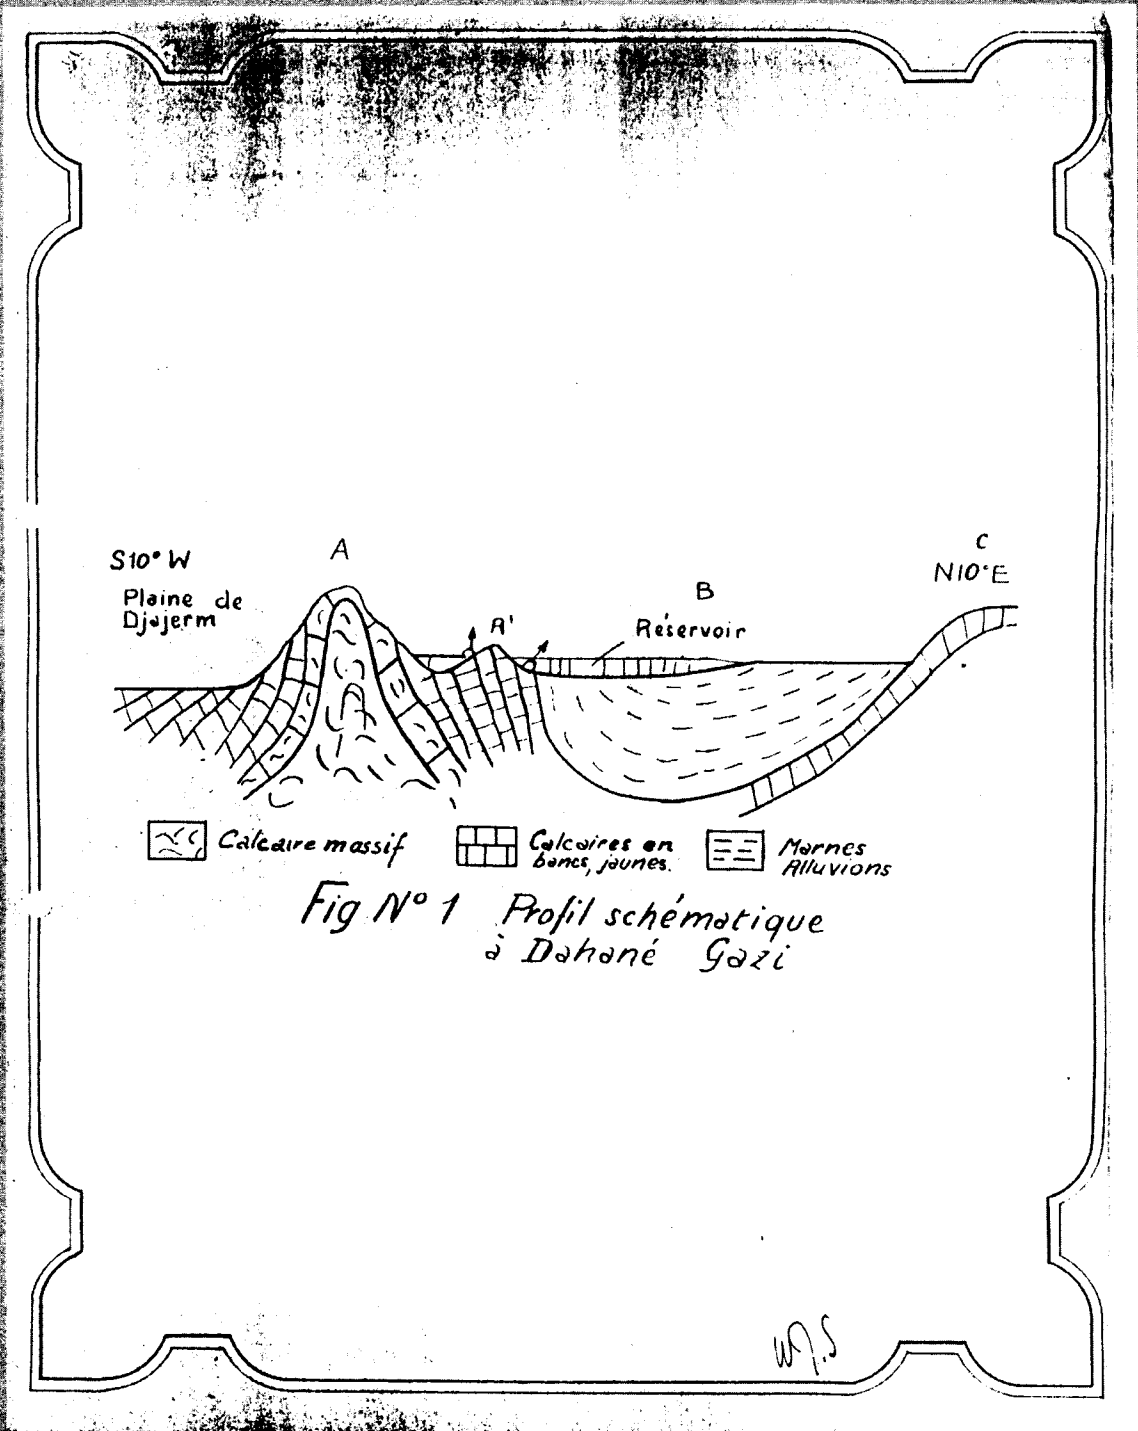 S10° W
A
C
N10°E
Plaine de
Djajerm
A'
B
Réservoir
Calcaire massif
Calcaires en
bancs, jaunes.
Marnes
Alluvions
Fig N° 1 Profil schématique
à Dahané Gazi